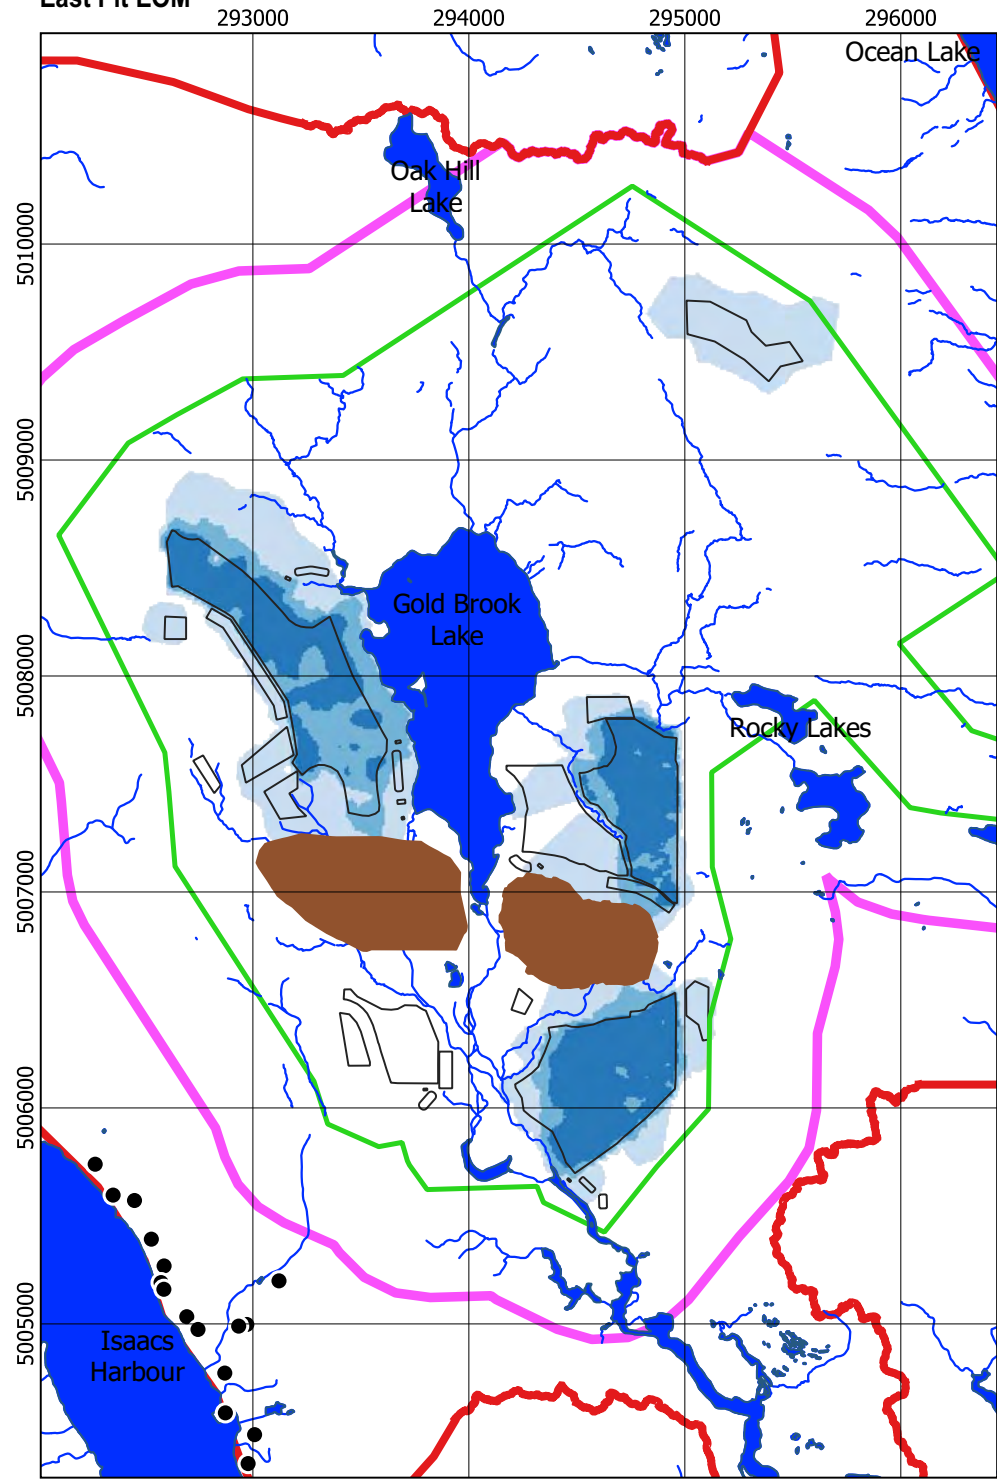 East Pit EOM
293000 294000 295000 296000
Ocean Lake
Oak Hill
Lake
5010000
5009000
Gold Brook
Lake
5008000
Rocky Lakes
5007000
5006000
5005000
Isaacs
Harbour